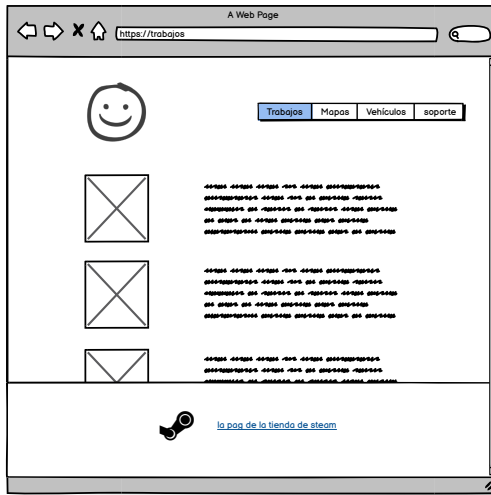 A Web Page
https://trabajos
Trabajos Mapas Vehículos soporte
la pag de la tienda de steam